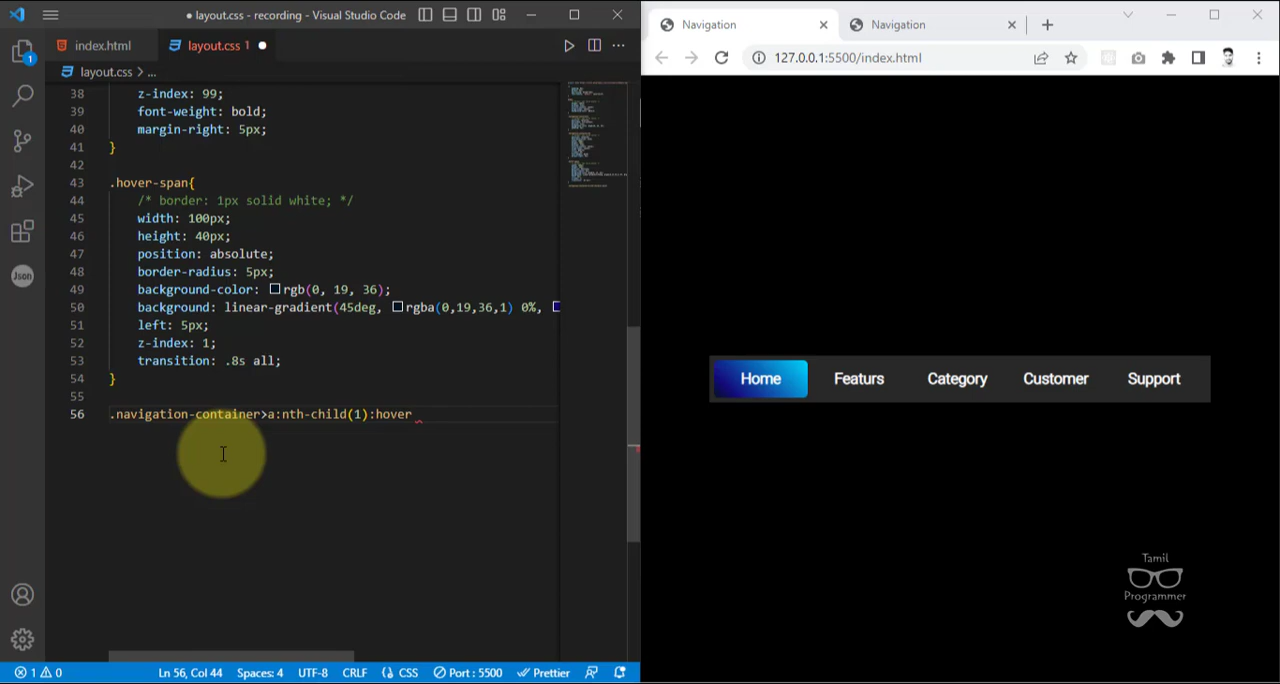 layout.css - recording - Visual Studio Code
index.html
layout.css 1
layout.css > ...
38 z-index: 99;
39 font-weight: bold;
40 margin-right: 5px;
41 }
42
43 .hover-span{
44 /* border: 1px solid white; */
45 width: 100px;
46 height: 40px;
47 position: absolute;
48 border-radius: 5px;
49 background-color: rgb(0, 19, 36);
50 background: linear-gradient(45deg, rgba(0,19,36,1) 0%,
51 left: 5px;
52 z-index: 1;
53 transition: .8s all;
54 }
55
56 .navigation-container>a:nth-child(1):hover
1
Json
1 0
Ln 56, Col 44
Spaces: 4
UTF-8
CRLF
CSS
Port : 5500
Prettier
Navigation
Navigation
127.0.0.1:5500/index.html
Home
Featurs
Category
Customer
Support
Tamil
Programmer